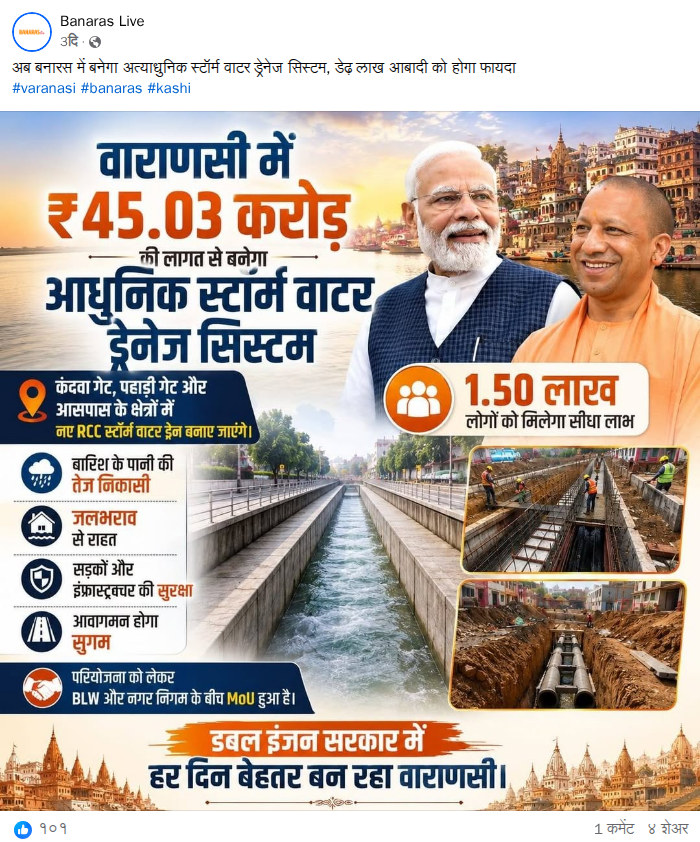 Banaras Live
3दि
अब बनारस में बनेगा अत्याधुनिक स्टॉर्म वाटर ड्रेनेज सिस्टम, डेढ़ लाख आबादी को होगा फायदा
#varanasi #banaras #kashi
वाराणसी में
₹45.03 करोड़
की लागत से बनेगा
आधुनिक स्टॉर्म वाटर
ड्रेनेज सिस्टम
कंदवा गेट, पहाड़ी गेट और
आसपास के क्षेत्रों में
नए RCC स्टॉर्म वाटर ड्रेन बनाए जाएंगे।
1.50 लाख
लोगों को मिलेगा सीधा लाभ
बारिश के पानी की
तेज निकासी
जलभराव
से राहत
सड़कों और
इंफ्रास्ट्रक्चर की सुरक्षा
आवागमन होगा
सुगम
परियोजना को लेकर
BLW और नगर निगम के बीच MoU हुआ है।
डबल इंजन सरकार में
हर दिन बेहतर बन रहा वाराणसी।
१०१
1 कमेंट ४ शेअर